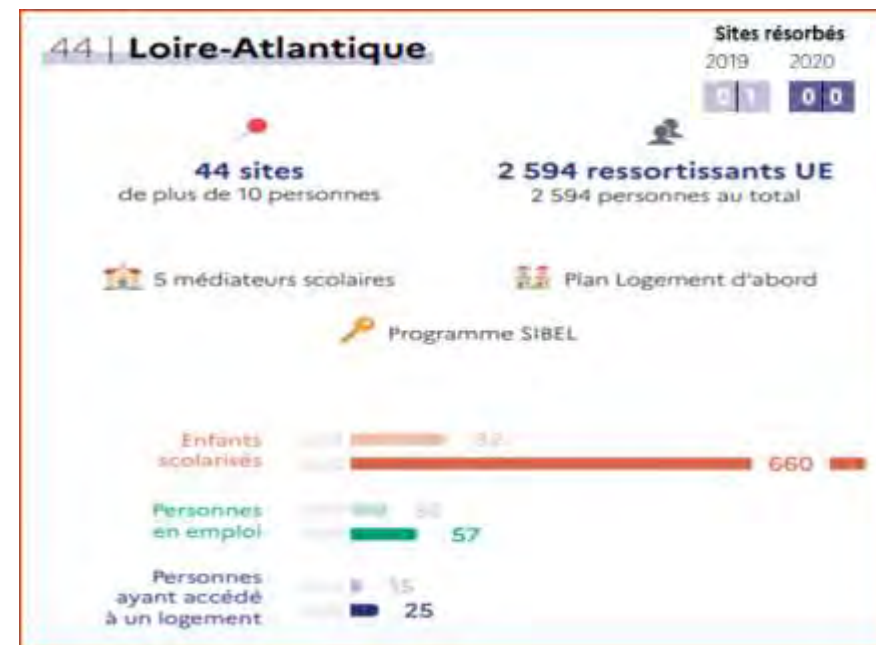 44 | Loire-Atlantique
Sites résorbés
2019 2020
0 1 0 0
44 sites
de plus de 10 personnes
2 594 ressortissants UE
2 594 personnes au total
5 médiateurs scolaires
Plan Logement d'abord
Programme SIBEL
Enfants
scolarisés
660
Personnes
en emploi
57
Personnes
ayant accédé
à un logement
15
25